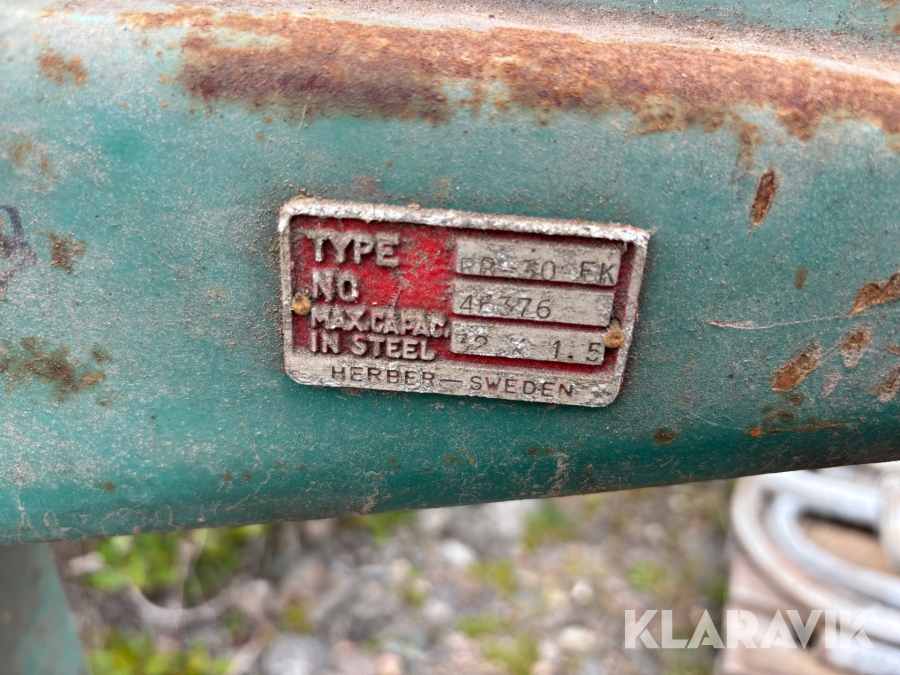 TYPE RR-30 FK
NO 46376
MAX.CAPAC.
IN STEEL 32 x 1.5
HERBER-SWEDEN
KLARAVIK